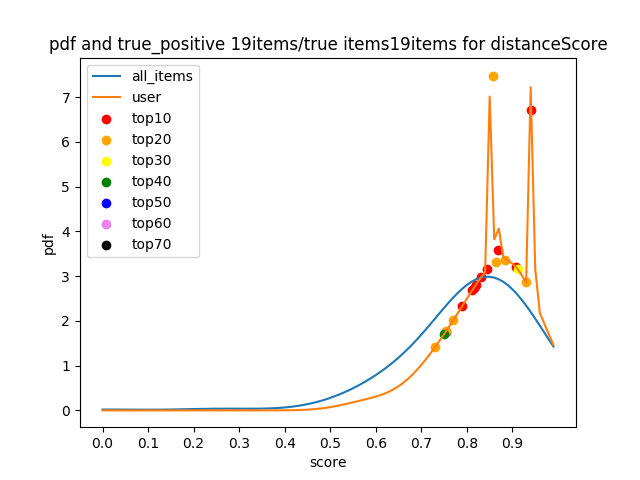 pdf and true_positive 19items/true items19items for distanceScore
all_items
user
top10
top20
top30
top40
top50
top60
top70
pdf
7
6
5
4
3
2
1
0
0.0 0.1 0.2 0.3 0.4 0.5 0.6 0.7 0.8 0.9
score